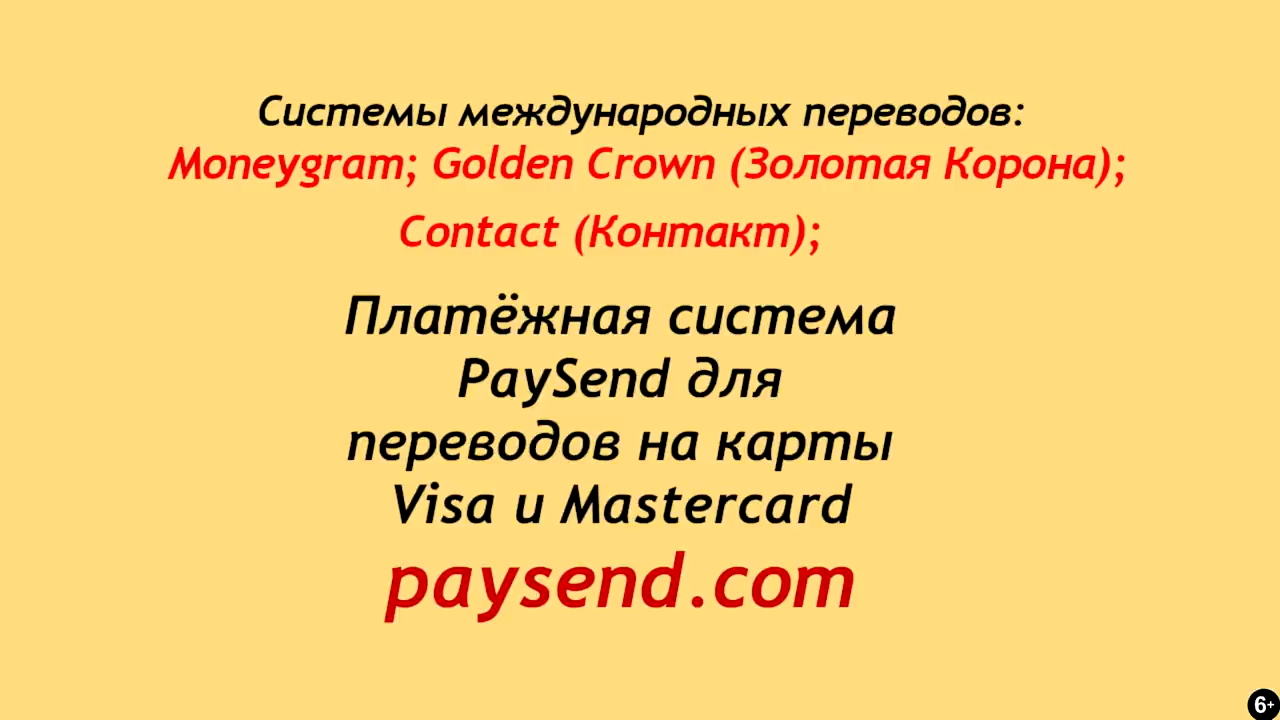 Системы международных переводов:
Moneygram; Golden Crown (Золотая Корона);
Contact (Контакт);
Платёжная система
PaySend для
переводов на карты
Visa и Mastercard
paysend.com
6+